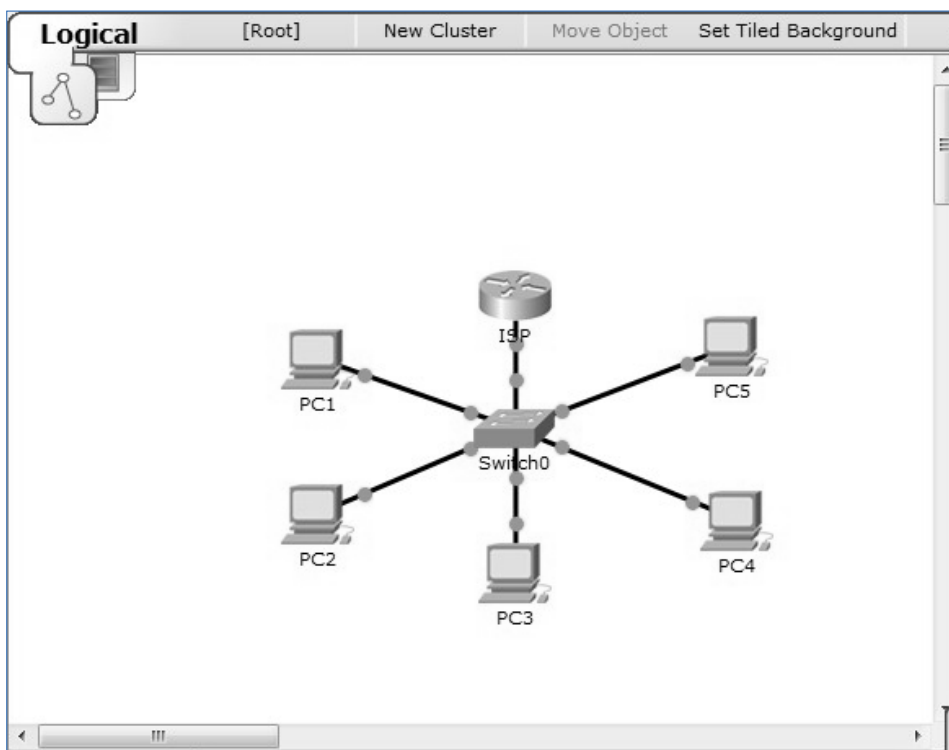 Logical [Root] New Cluster Move Object Set Tiled Background
ISP
PC1
PC5
Switch0
PC2
PC4
PC3